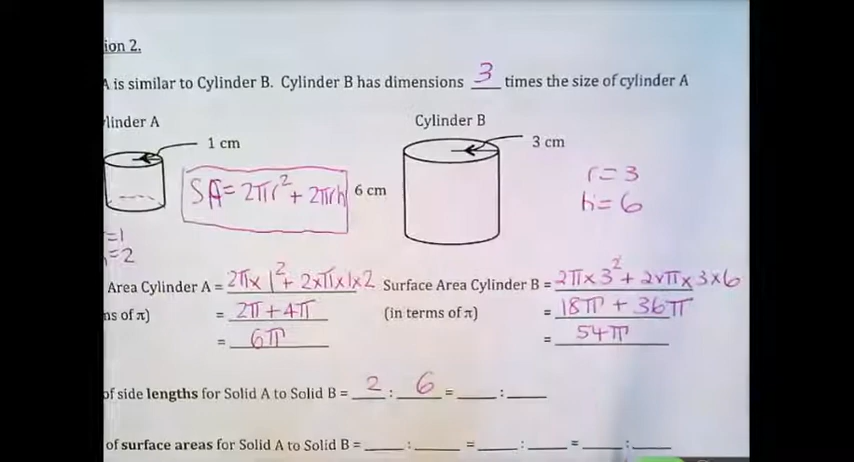 ion 2.
A is similar to Cylinder B. Cylinder B has dimensions 3 times the size of cylinder A
ylinder A
Cylinder B
1 cm
3 cm
SA = 2πr² + 2πrh
6 cm
r = 3
h = 6
=1
=2
Area Cylinder A = 2π× 1² + 2×π×1×2
Surface Area Cylinder B = 2π×3² + 2×π×3×6
ns of π)
= 2π + 4π
(in terms of π)
= 18π + 36π
= 6π
= 54π
of side lengths for Solid A to Solid B = 2 : 6 = ___ : ___
of surface areas for Solid A to Solid B = ___ : ___ = ___ : ___ = ___ : ___